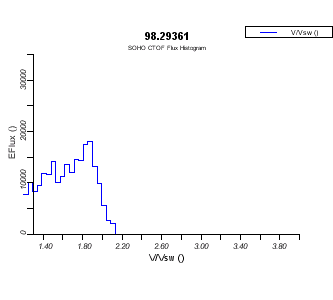 98.29361
SOHO CTOF Flux Histogram
V/Vsw ()
EFlux ()
30000
20000
10000
0
1.40 1.80 2.20 2.60 3.00 3.40 3.80
V/Vsw ()